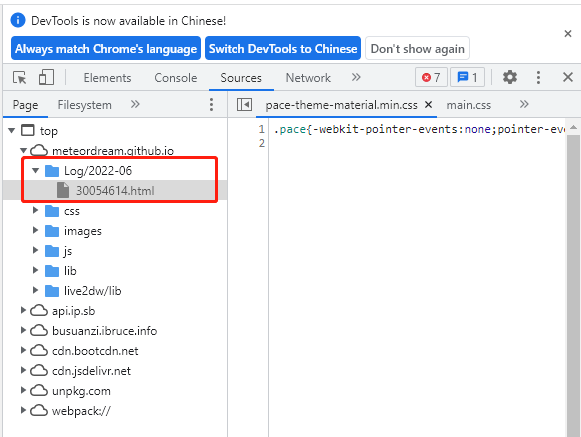 DevTools is now available in Chinese!
Always match Chrome's language Switch DevTools to Chinese Don't show again
Elements Console Sources 7 1
Page Filesystem pace-theme-material.min.css main.css
top 1 .pace{-webkit-pointer-events:none;pointer-eve
meteordream.github.io 2
Log/2022-06
30054614.html
css
images
js
lib
live2dw/lib
api.ip.sb
busuanzi.ibruce.info
cdn.bootcdn.net
cdn.jsdelivr.net
unpkg.com
webpack://